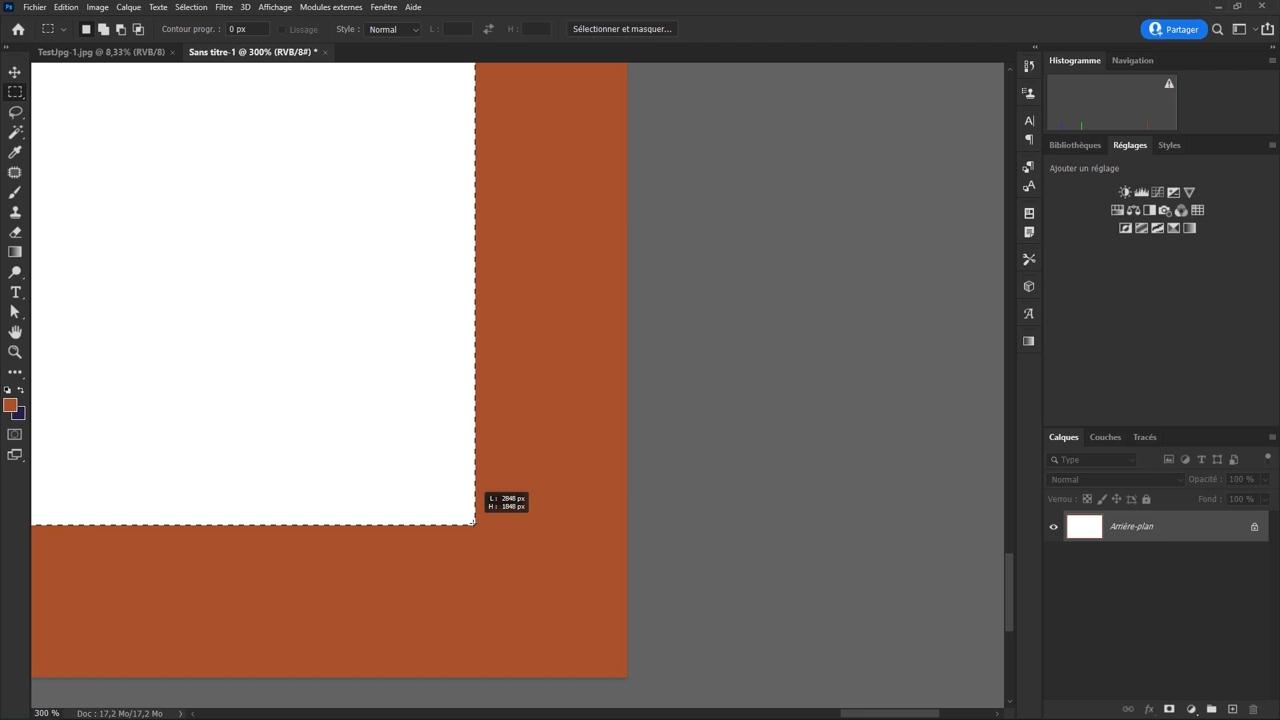 Ps Fichier Edition Image Calque Texte Sélection Filtre 3D Affichage Modules externes Fenêtre Aide
Contour progr. : 0 px Lissage Style : Normal L : H : Sélectionner et masquer... Partager
TestJpg-1.jpg @ 8,33% (RVB/8) × Sans titre-1 @ 300% (RVB/8#) * ×
Histogramme Navigation
Bibliothèques Réglages Styles
Ajouter un réglage
L : 2848 px
H : 1848 px
Calques Couches Tracés
Type
Normal Opacité : 100 %
Verrou : Fond : 100 %
Arrière-plan
300 % Doc : 17,2 Mo/17,2 Mo